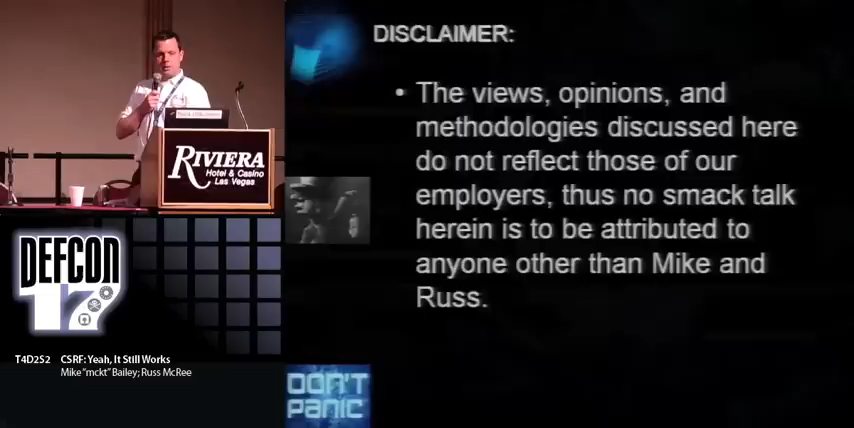 RIVIERA
Hotel & Casino
Las Vegas
DEFCON
17
T4D2S2 CSRF: Yeah, It Still Works
Mike "mckt" Bailey; Russ McRee
DISCLAIMER:
• The views, opinions, and
methodologies discussed here
do not reflect those of our
employers, thus no smack talk
herein is to be attributed to
anyone other than Mike and
Russ.
DON'T
PANIC